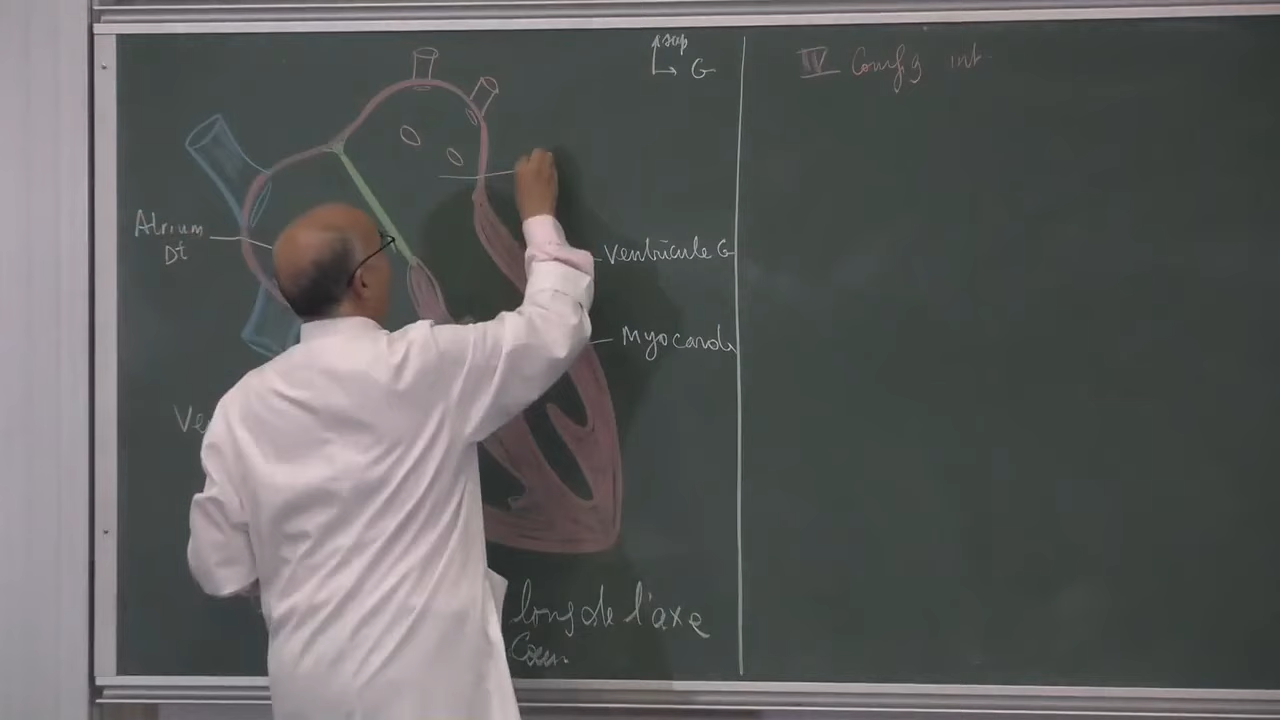 sup
G
IV Config int
Atrium
Dt
Ventricule G
Myocarde
long de l'axe
Coeur